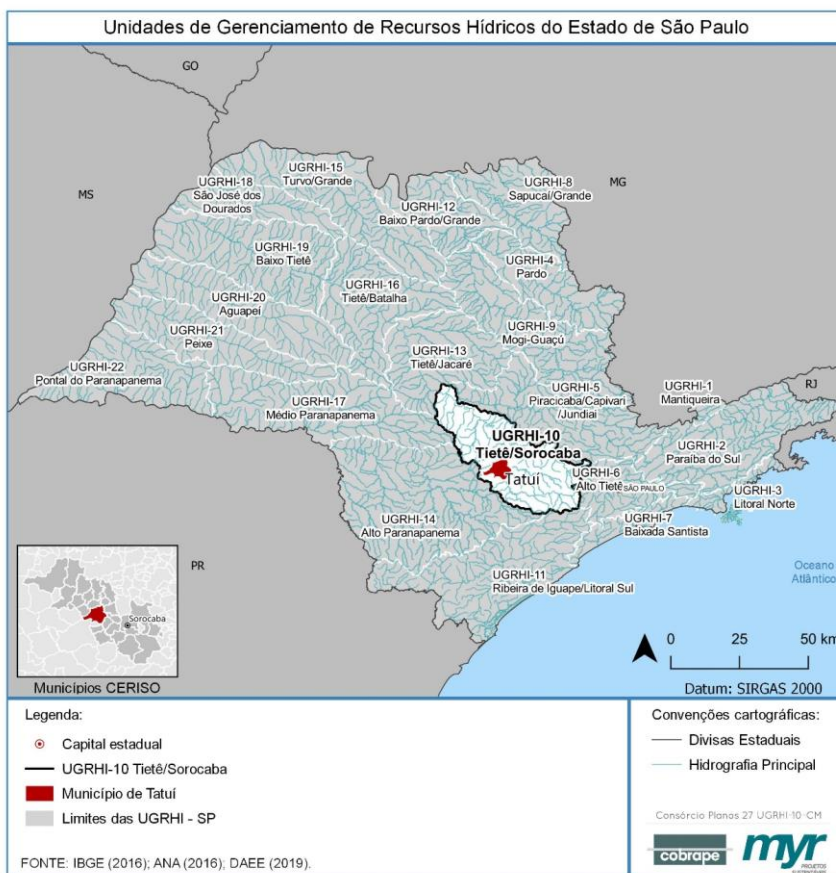 Unidades de Gerenciamento de Recursos Hídricos do Estado de São Paulo
GO
MS
MG
UGRHI-15
Turvo/Grande
UGRHI-18
São José dos
Dourados
UGRHI-8
Sapucaí/Grande
UGRHI-12
Baixo Pardo/Grande
UGRHI-19
Baixo Tietê
UGRHI-4
Pardo
UGRHI-16
Tietê/Batalha
UGRHI-20
Aguapeí
UGRHI-21
Peixe
UGRHI-9
Mogi-Guaçú
UGRHI-13
Tietê/Jacaré
UGRHI-22
Pontal do Paranapanema
UGRHI-17
Médio Paranapanema
UGRHI-5
Piracicaba/Capivari
/Jundiaí
UGRHI-1
Mantiqueira
RJ
UGRHI-10
Tietê/Sorocaba
Tatuí
UGRHI-2
Paraíba do Sul
UGRHI-6
Alto Tietê
SÃO PAULO
UGRHI-3
Litoral Norte
UGRHI-14
Alto Paranapanema
UGRHI-7
Baixada Santista
PR
UGRHI-11
Ribeira de Iguape/Litoral Sul
Oceano
Atlântico
Sorocaba
Municípios CERISO
0 25 50 km
Datum: SIRGAS 2000
Legenda:
Capital estadual
UGRHI-10 Tietê/Sorocaba
Município de Tatuí
Limites das UGRHI - SP
FONTE: IBGE (2016); ANA (2016); DAEE (2019).
Convenções cartográficas:
Divisas Estaduais
Hidrografia Principal
Consórcio Planos 27 UGRHI-10-CM
cobrape
myr
PROJETOS